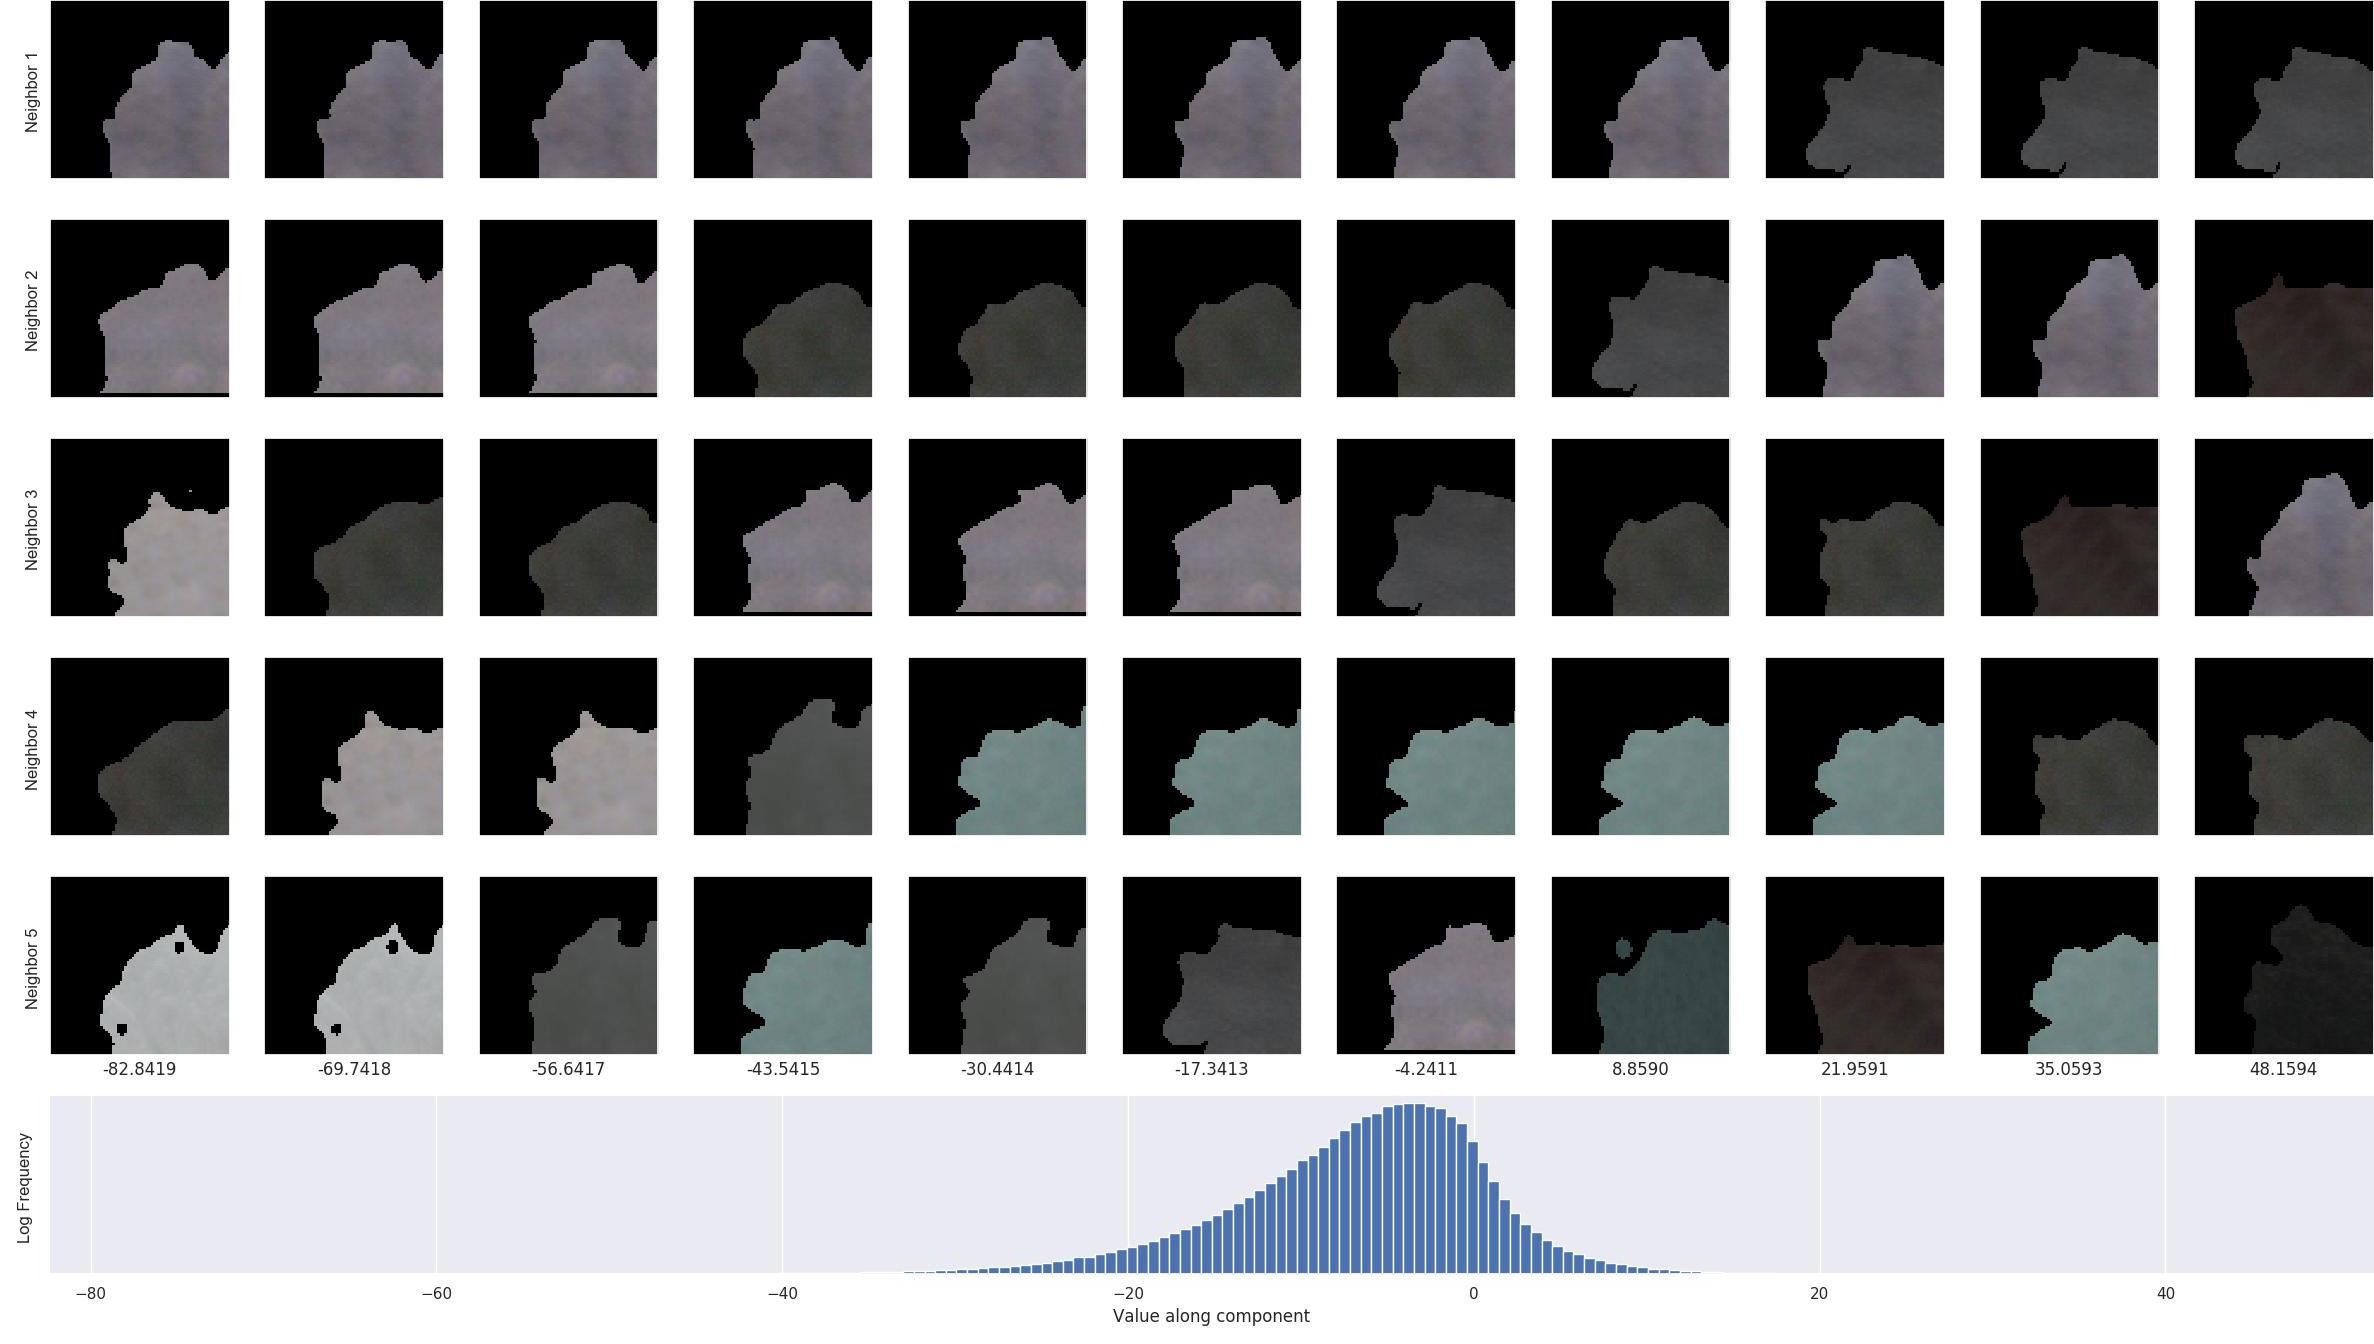 Neighbor 1
Neighbor 2
Neighbor 3
Neighbor 4
Neighbor 5
-82.8419 -69.7418 -56.6417 -43.5415 -30.4414 -17.3413 -4.2411 8.8590 21.9591 35.0593 48.1594
Log Frequency
−80 −60 −40 −20 0 20 40
Value along component